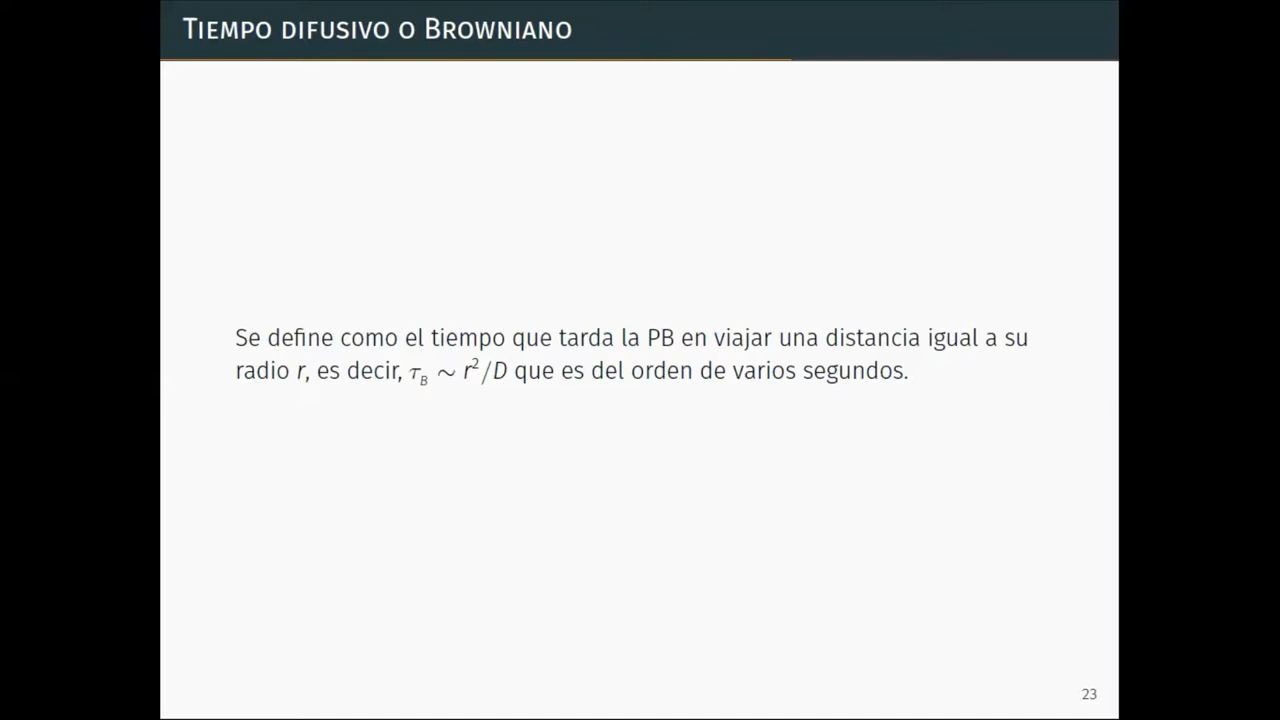 Tiempo difusivo o Browniano
Se define como el tiempo que tarda la PB en viajar una distancia igual a su
radio r, es decir, τ_B ∼ r²/D que es del orden de varios segundos.
23